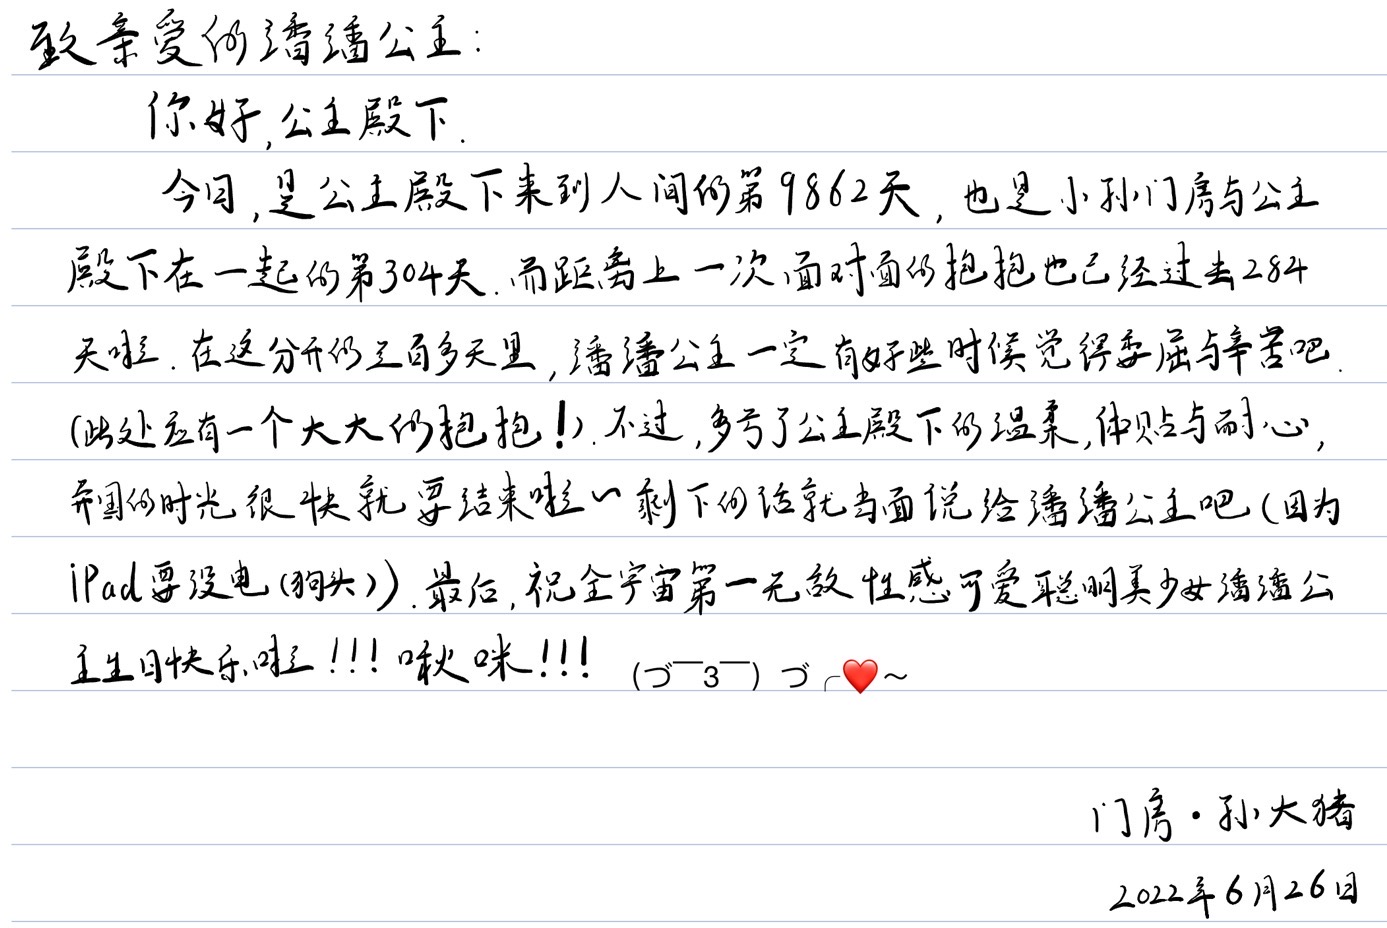 致亲爱的潘潘公主:
你好,公主殿下.
今日,是公主殿下来到人间的第9862天,也是小孙门房与公主
殿下在一起的第304天.而距离上一次面对面的抱抱也已经过去284
天啦.在这分开的三百多天里,潘潘公主一定有好些时候觉得委屈与辛苦吧.
(此处应有一个大大的抱抱!).不过,多亏了公主殿下的温柔,体贴与耐心,
异国的时光很快就要结束啦~剩下的话就当面说给潘潘公主吧(因为
iPad要没电(狗头)).最后,祝全宇宙第一无敌性感可爱聪明美少女潘潘公
主生日快乐啦!!!啾咪!!! (づ ̄3 ̄)づ╭❤️~
门房·孙大猪
2022年6月26日